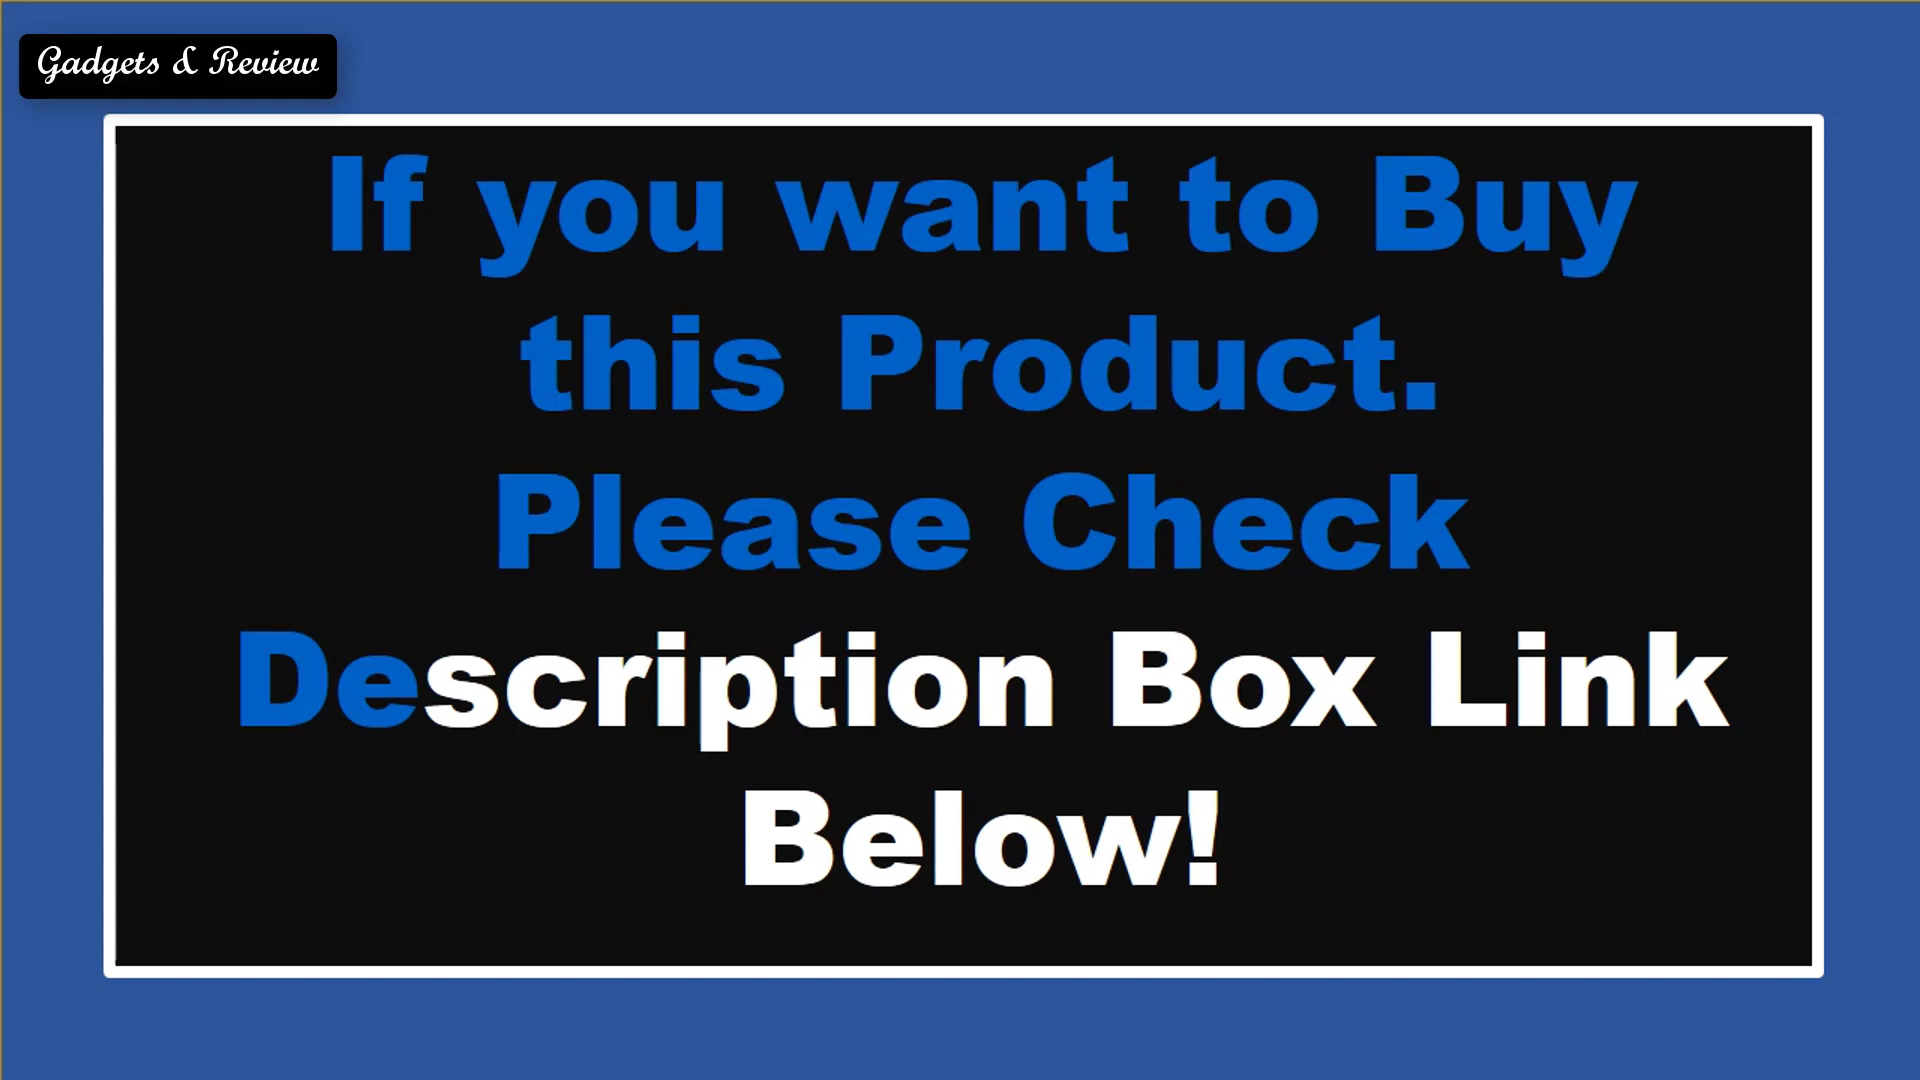 Gadgets & Review
If you want to Buy
this Product.
Please Check
Description Box Link
Below!